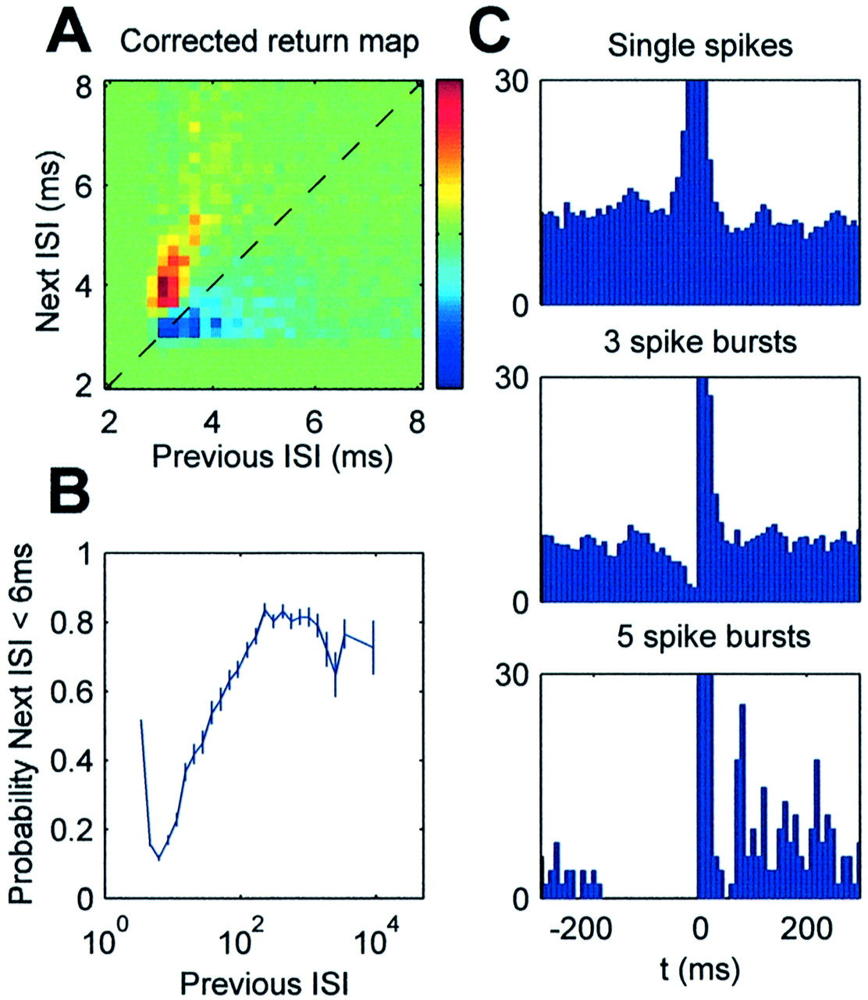 A
Corrected return map
8
6
4
2
Next ISI (ms)
2 4 6 8
Previous ISI (ms)
B
1
0.8
0.6
0.4
0.2
0
Probability Next ISI < 6ms
10^0 10^2 10^4
Previous ISI
C
Single spikes
30
0
3 spike bursts
30
0
5 spike bursts
30
0
-200 0 200
t (ms)